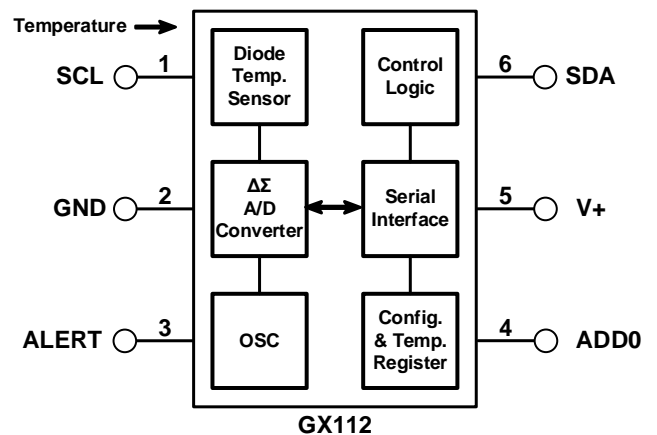 Temperature
SCL
1
Diode
Temp.
Sensor
Control
Logic
6
SDA
GND
2
ΔΣ
A/D
Converter
Serial
Interface
5
V+
ALERT
3
OSC
Config.
& Temp.
Register
4
ADD0
GX112